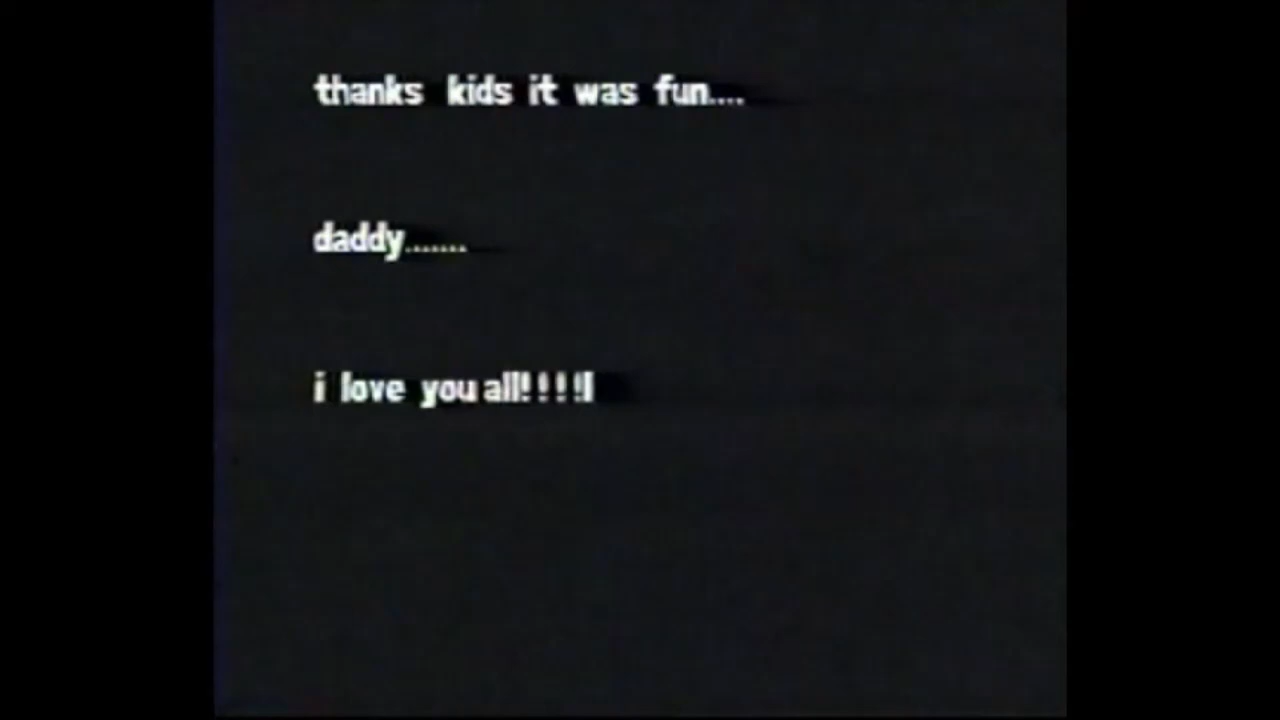 thanks kids it was fun....
daddy.......
i love you all!!!!!